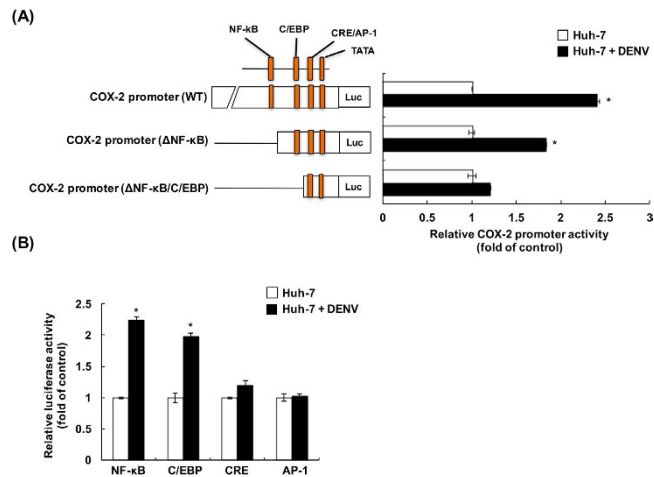 (A)
NF-kB
C/EBP
CRE/AP-1
TATA
Huh-7
Huh-7 + DENV
COX-2 promoter (WT)
Luc
*
COX-2 promoter (ΔNF-κB)
Luc
*
COX-2 promoter (ΔNF-κB/C/EBP)
Luc
0 0.5 1 1.5 2 2.5 3
Relative COX-2 promoter activity
(fold of control)
(B)
Huh-7
Huh-7 + DENV
Relative luciferase activity
(fold of control)
2.5
2
1.5
1
0.5
0
*
*
NF-κB C/EBP CRE AP-1